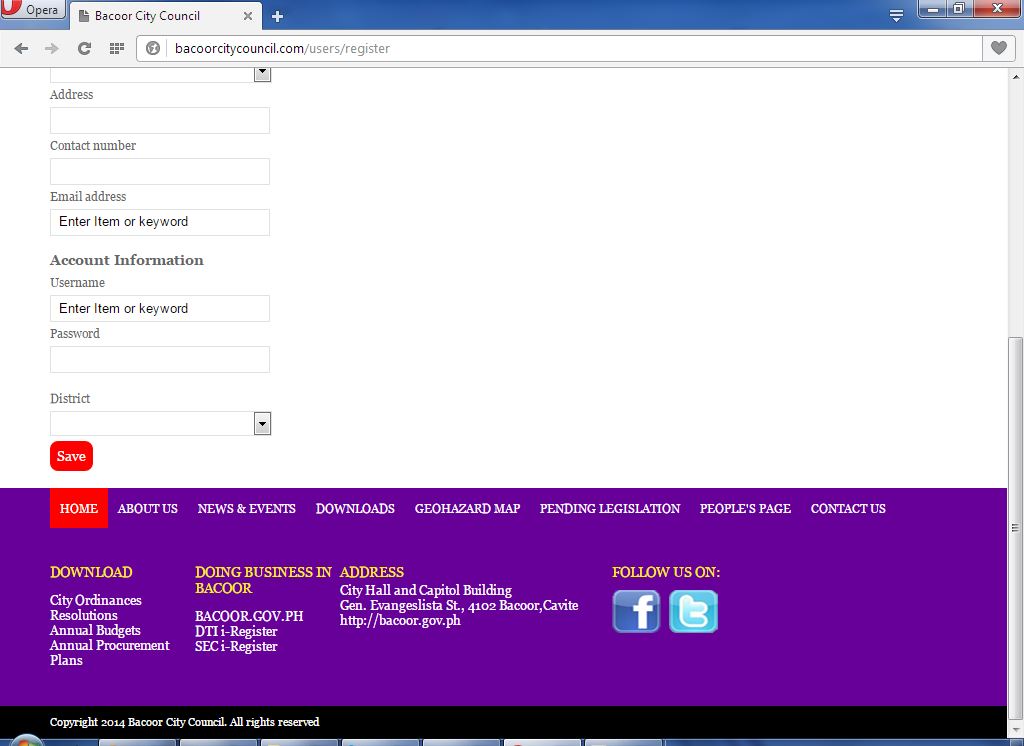 Opera
Bacoor City Council
bacoorcitycouncil.com/users/register
Address
Contact number
Email address
Enter Item or keyword
Account Information
Username
Enter Item or keyword
Password
District
Save
HOME ABOUT US NEWS & EVENTS DOWNLOADS GEOHAZARD MAP PENDING LEGISLATION PEOPLE'S PAGE CONTACT US
DOWNLOAD
City Ordinances
Resolutions
Annual Budgets
Annual Procurement
Plans
DOING BUSINESS IN
BACOOR
BACOOR.GOV.PH
DTI i-Register
SEC i-Register
ADDRESS
City Hall and Capitol Building
Gen. Evangeslista St., 4102 Bacoor,Cavite
http://bacoor.gov.ph
FOLLOW US ON:
Copyright 2014 Bacoor City Council. All rights reserved